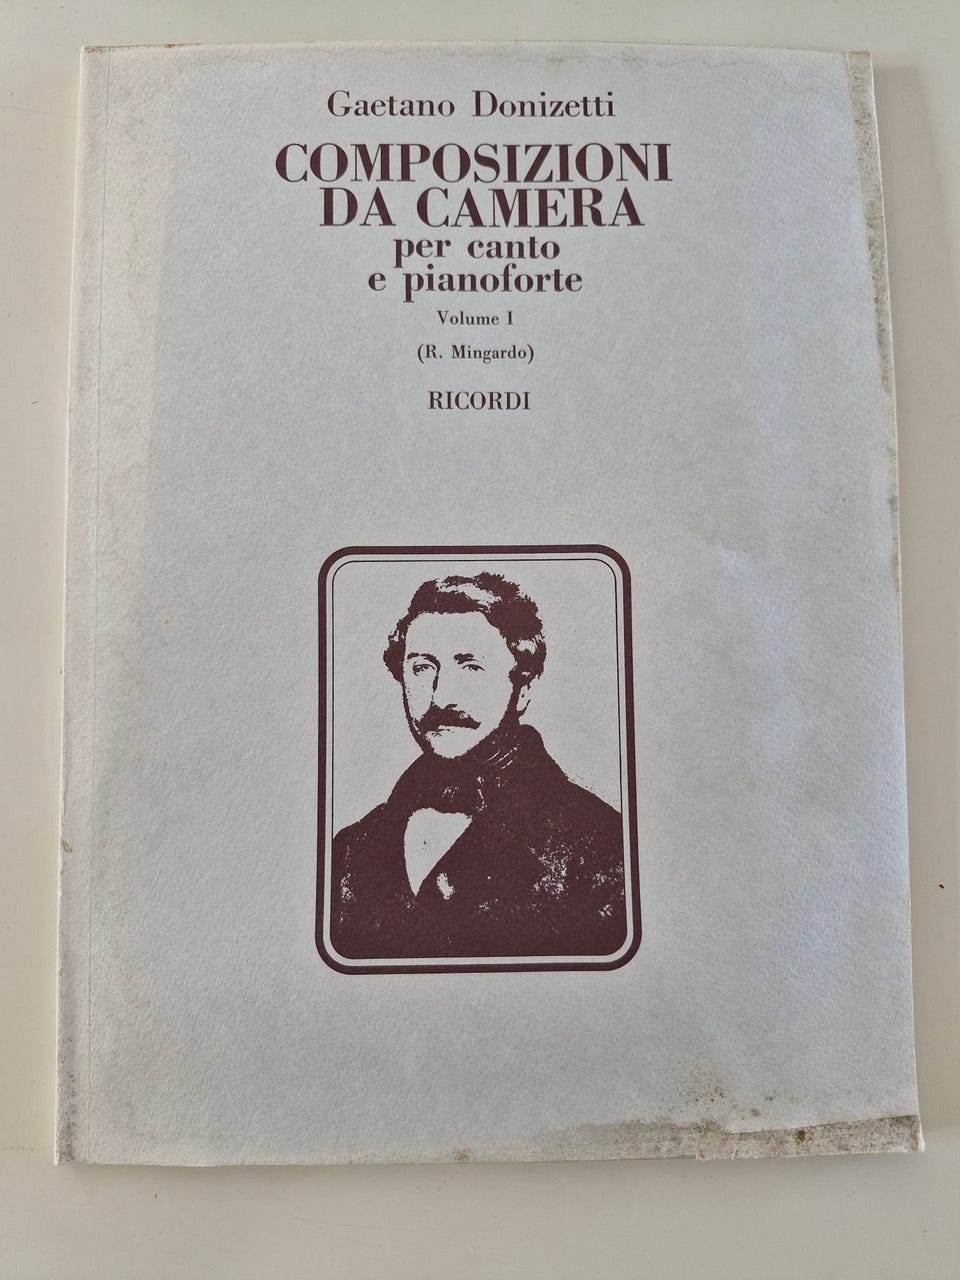 Gaetano Donizetti
COMPOSIZIONI
DA CAMERA
per canto
e pianoforte
Volume I
(R. Mingardo)
RICORDI